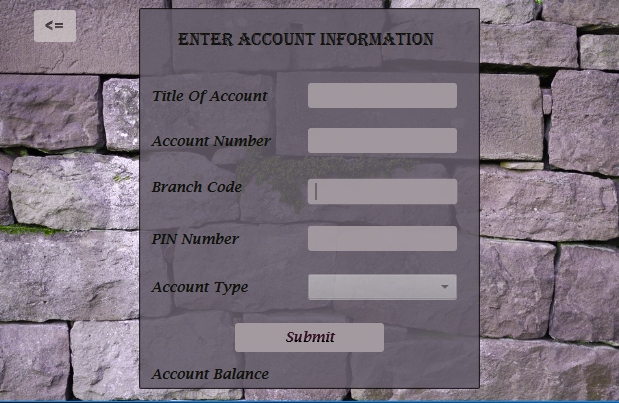 <=
ENTER ACCOUNT INFORMATION
Title Of Account
Account Number
Branch Code
PIN Number
Account Type
Submit
Account Balance